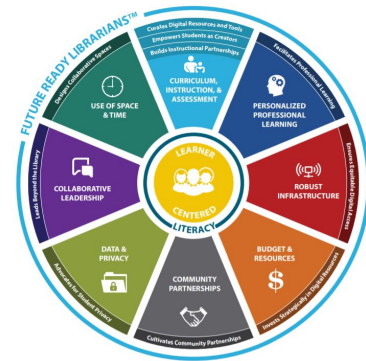 FUTURE READY LIBRARIANS™
Curates Digital Resources and Tools
Empowers Students as Creators
Builds Instructional Partnerships
CURRICULUM,
INSTRUCTION, &
ASSESSMENT
Facilitates Professional Learning
PERSONALIZED
PROFESSIONAL
LEARNING
Ensures Equitable Digital Access
ROBUST
INFRASTRUCTURE
Invests Strategically in Digital Resources
BUDGET &
RESOURCES
$
Cultivates Community Partnerships
COMMUNITY
PARTNERSHIPS
Advocates for Student Privacy
DATA &
PRIVACY
Leads Beyond the Library
COLLABORATIVE
LEADERSHIP
Designs Collaborative Spaces
USE OF SPACE
& TIME
LEARNER
CENTERED
LITERACY